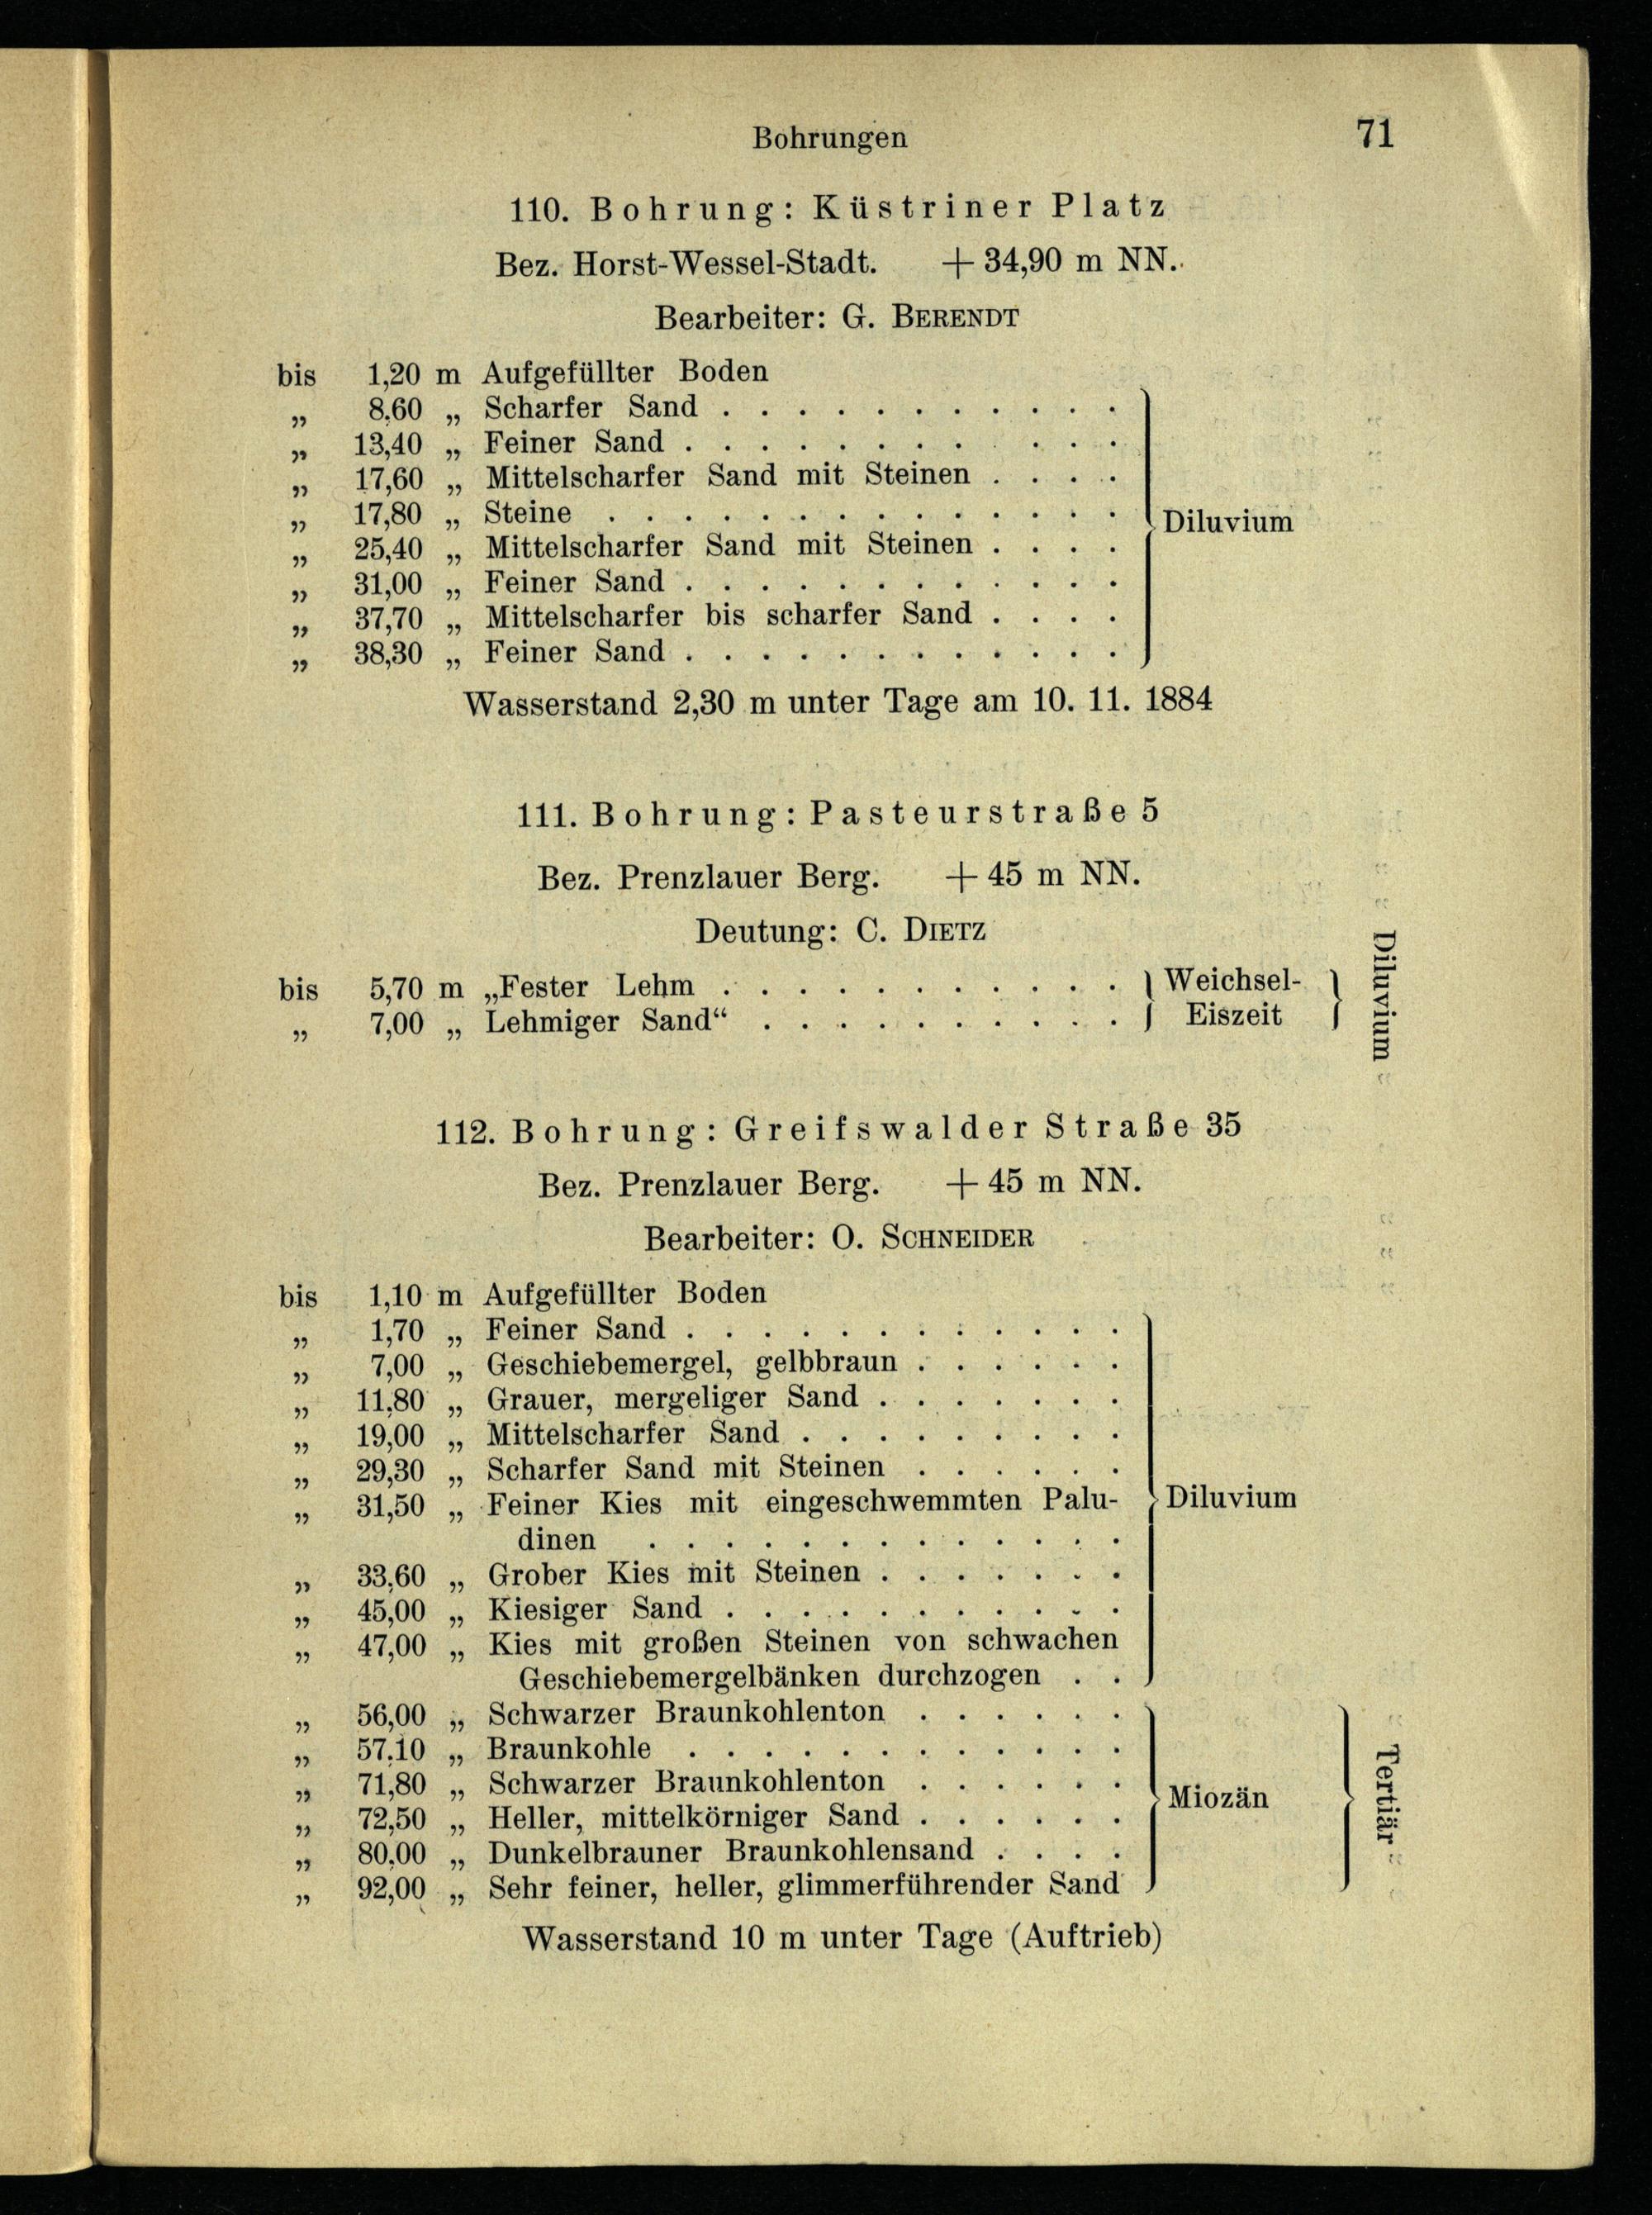 Bohrungen 71
110. Bohrung: Küstriner Platz
Bez. Horst-Wessel-Stadt. + 34,90 m NN.
Bearbeiter: G. BERENDT
bis 1,20 m Aufgefüllter Boden
„ 8,60 „ Scharfer Sand . . . . . . . . . . .
„ 13,40 „ Feiner Sand . . . . . . . . . . .
„ 17,60 „ Mittelscharfer Sand mit Steinen . . . .
„ 17,80 „ Steine . . . . . . . . . . . . . . Diluvium
„ 25,40 „ Mittelscharfer Sand mit Steinen . . . .
„ 31,00 „ Feiner Sand . . . . . . . . . . . .
„ 37,70 „ Mittelscharfer bis scharfer Sand . . . .
„ 38,30 „ Feiner Sand . . . . . . . . . . . .
Wasserstand 2,30 m unter Tage am 10. 11. 1884
111. Bohrung: Pasteurstraße 5
Bez. Prenzlauer Berg. + 45 m NN.
Deutung: C. DIETZ
bis 5,70 m „Fester Lehm . . . . . . . . . . . Weichsel-
„ 7,00 „ Lehmiger Sand“ . . . . . . . . . . Eiszeit
Diluvium
112. Bohrung: Greifswalder Straße 35
Bez. Prenzlauer Berg. + 45 m NN.
Bearbeiter: O. SCHNEIDER
bis 1,10 m Aufgefüllter Boden
„ 1,70 „ Feiner Sand . . . . . . . . . . . .
„ 7,00 „ Geschiebemergel, gelbbraun . . . . . .
„ 11,80 „ Grauer, mergeliger Sand . . . . . . .
„ 19,00 „ Mittelscharfer Sand . . . . . . . . .
„ 29,30 „ Scharfer Sand mit Steinen . . . . . .
„ 31,50 „ Feiner Kies mit eingeschwemmten Palu- Diluvium
dinen . . . . . . . . . . . . .
„ 33,60 „ Grober Kies mit Steinen . . . . . . .
„ 45,00 „ Kiesiger Sand . . . . . . . . . . .
„ 47,00 „ Kies mit großen Steinen von schwachen
Geschiebemergelbänken durchzogen . .
„ 56,00 „ Schwarzer Braunkohlenton . . . . . .
„ 57,10 „ Braunkohle . . . . . . . . . . . .
„ 71,80 „ Schwarzer Braunkohlenton . . . . . . Miozän
„ 72,50 „ Heller, mittelkörniger Sand . . . . . .
„ 80,00 „ Dunkelbrauner Braunkohlensand . . . .
„ 92,00 „ Sehr feiner, heller, glimmerführender Sand
Tertiär
Wasserstand 10 m unter Tage (Auftrieb)